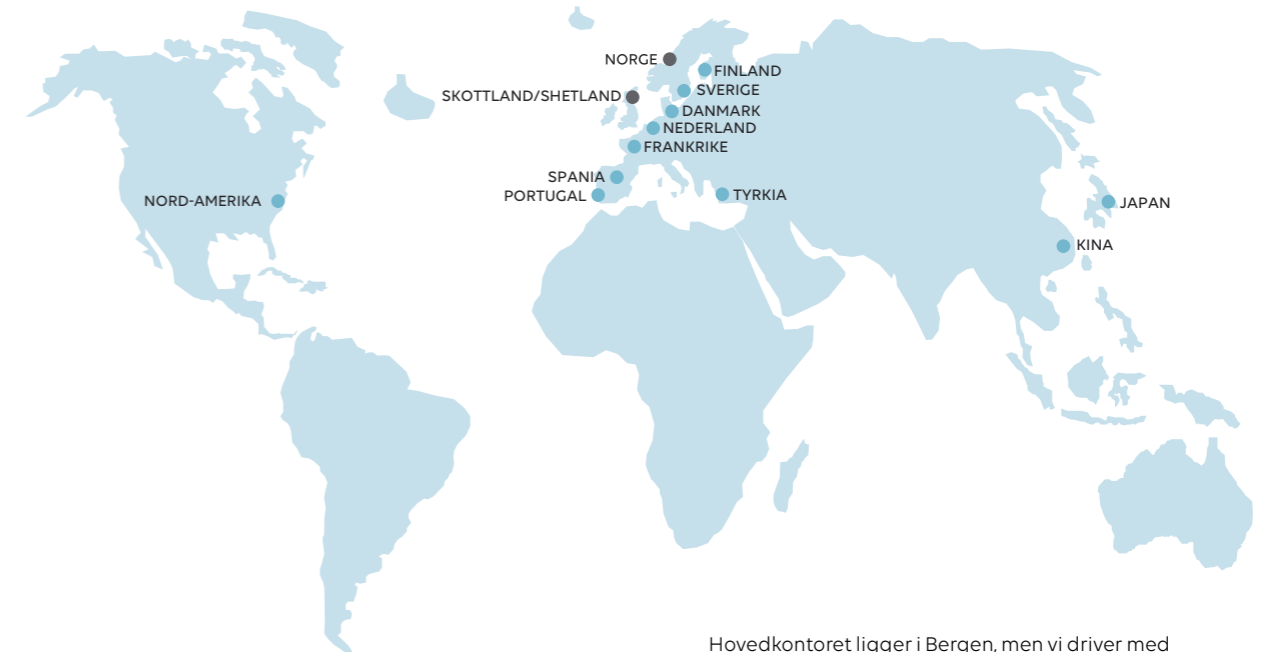 NORGE
FINLAND
SVERIGE
SKOTTLAND/SHETLAND
DANMARK
NEDERLAND
FRANKRIKE
SPANIA
PORTUGAL
TYRKIA
NORD-AMERIKA
JAPAN
KINA
Hovedkontoret ligger i Bergen, men vi driver med